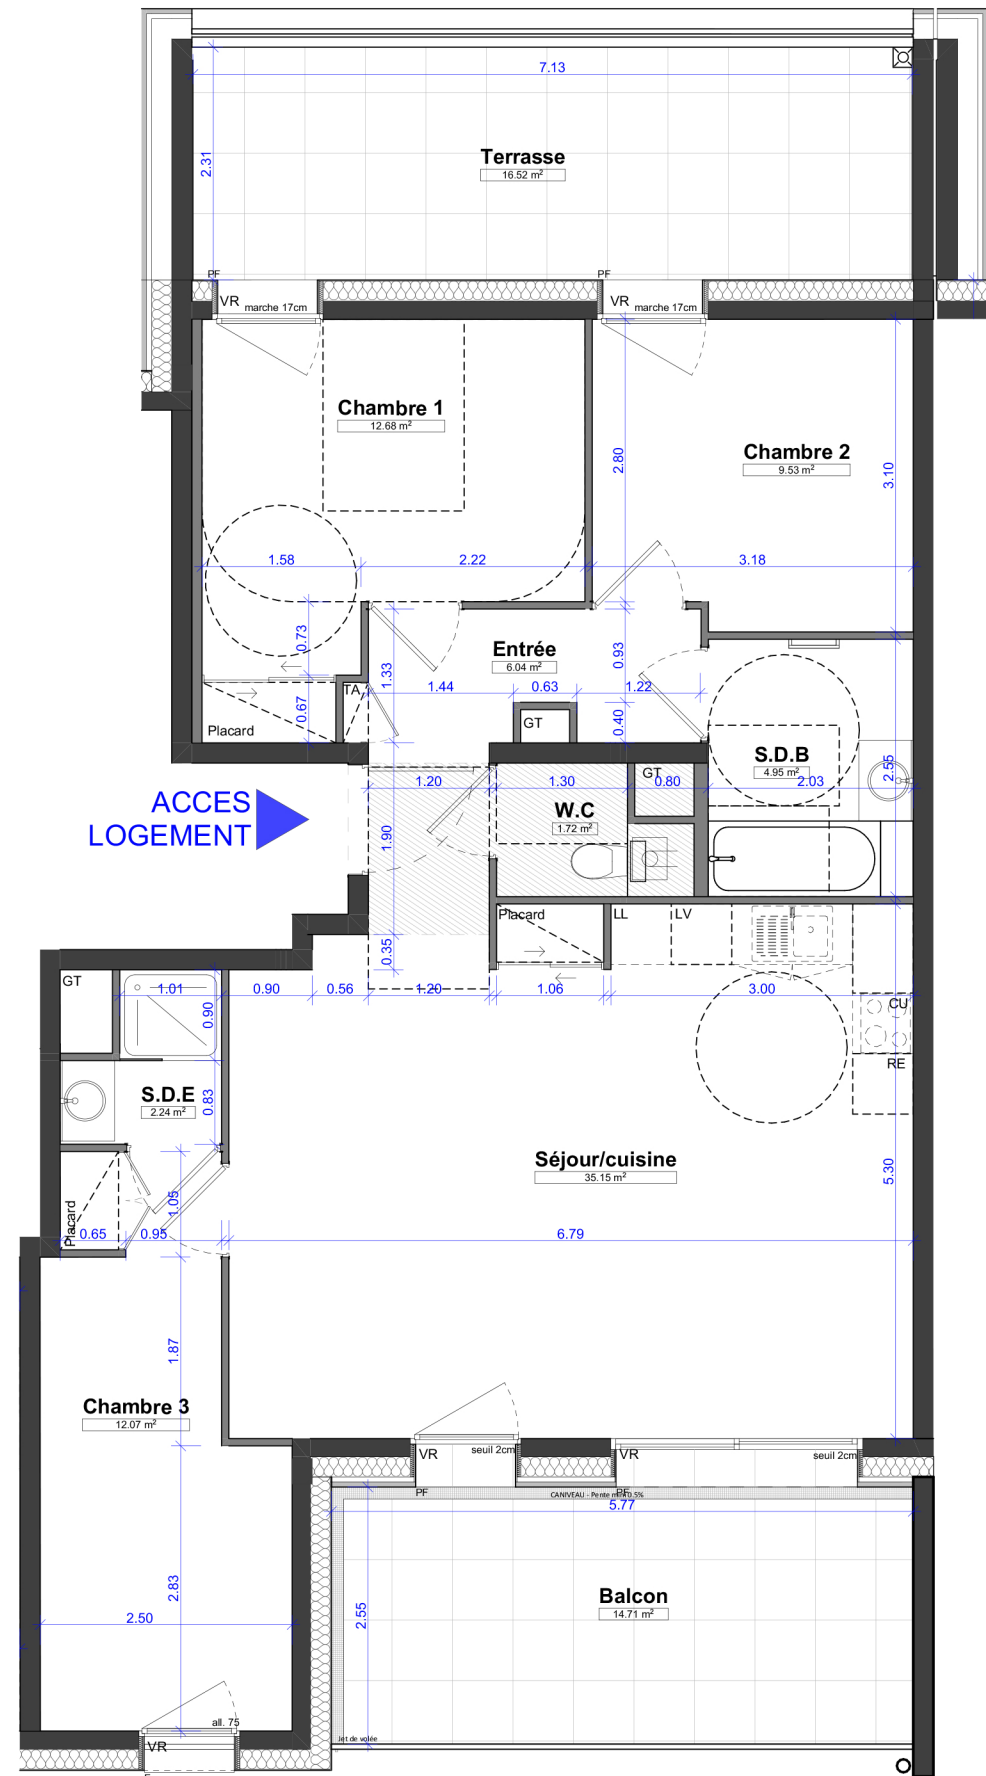 7.13
2.31
Terrasse
16.52 m²
PF
PF
VR
marche 17cm
VR
marche 17cm
Chambre 1
12.68 m²
Chambre 2
9.53 m²
2.80
3.10
1.58
2.22
3.18
0.73
1.33
Entrée
6.04 m²
0.93
TA
1.44
0.63
1.22
0.67
0.40
Placard
GT
S.D.B
4.95 m²
2.55
GT
1.20
1.30
0.80
2.03
ACCES
LOGEMENT
W.C
1.72 m²
1.90
Placard
LL
LV
0.35
GT
1.01
0.90
0.56
1.20
1.06
3.00
0.90
CU
RE
S.D.E
2.24 m²
0.83
Séjour/cuisine
35.15 m²
5.30
1.05
Placard
0.65
0.95
6.79
1.87
Chambre 3
12.07 m²
VR
seuil 2cm
VR
seuil 2cm
PF
PF
CANIVEAU - Pente mini 0.5%
5.77
2.83
2.55
Balcon
14.71 m²
2.50
all. 75
VR
Jet de volée